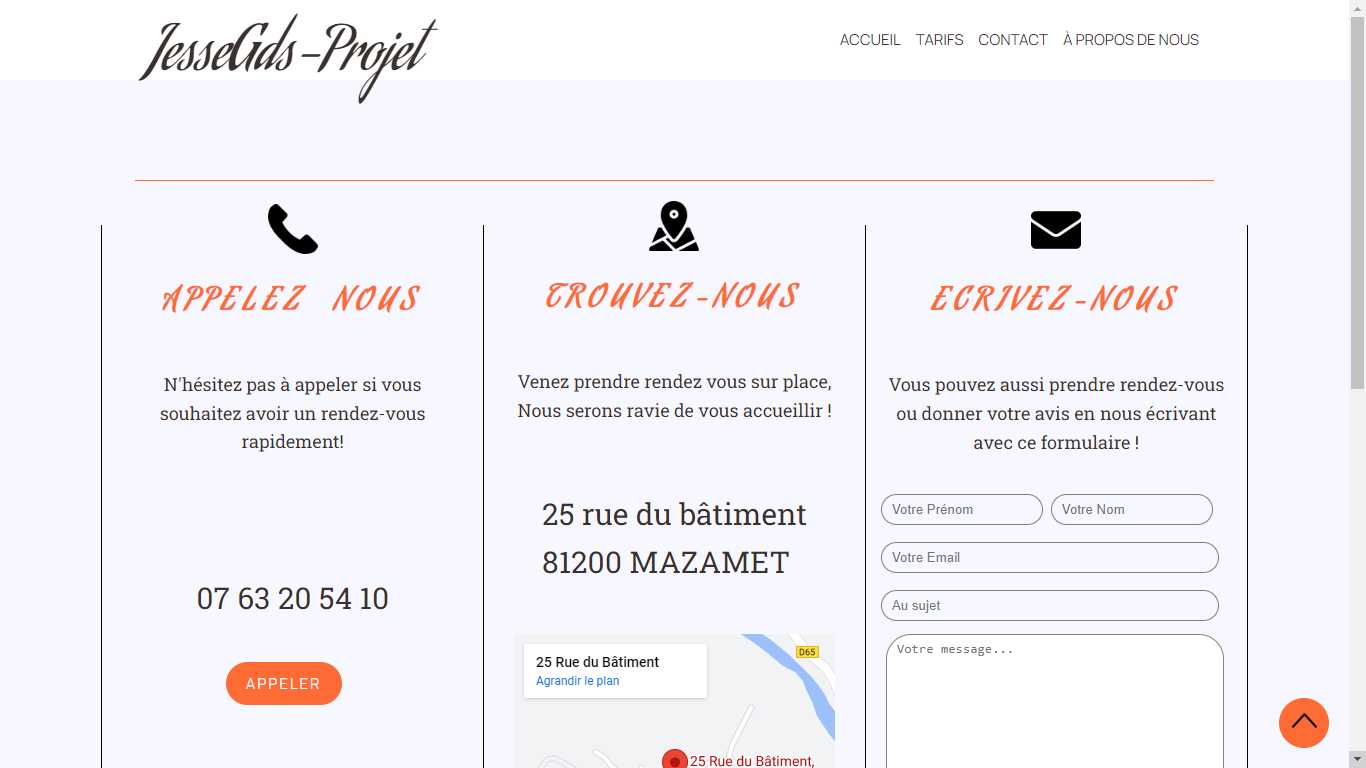 JesseGds-Projet
ACCUEIL TARIFS CONTACT À PROPOS DE NOUS
APPELEZ NOUS
N'hésitez pas à appeler si vous
souhaitez avoir un rendez-vous
rapidement!
07 63 20 54 10
APPELER
TROUVEZ-NOUS
Venez prendre rendez vous sur place,
Nous serons ravie de vous accueillir !
25 rue du bâtiment
81200 MAZAMET
25 Rue du Bâtiment
Agrandir le plan
D65
25 Rue du Bâtiment,
ECRIVEZ-NOUS
Vous pouvez aussi prendre rendez-vous
ou donner votre avis en nous écrivant
avec ce formulaire !
Votre Prénom Votre Nom
Votre Email
Au sujet
Votre message...